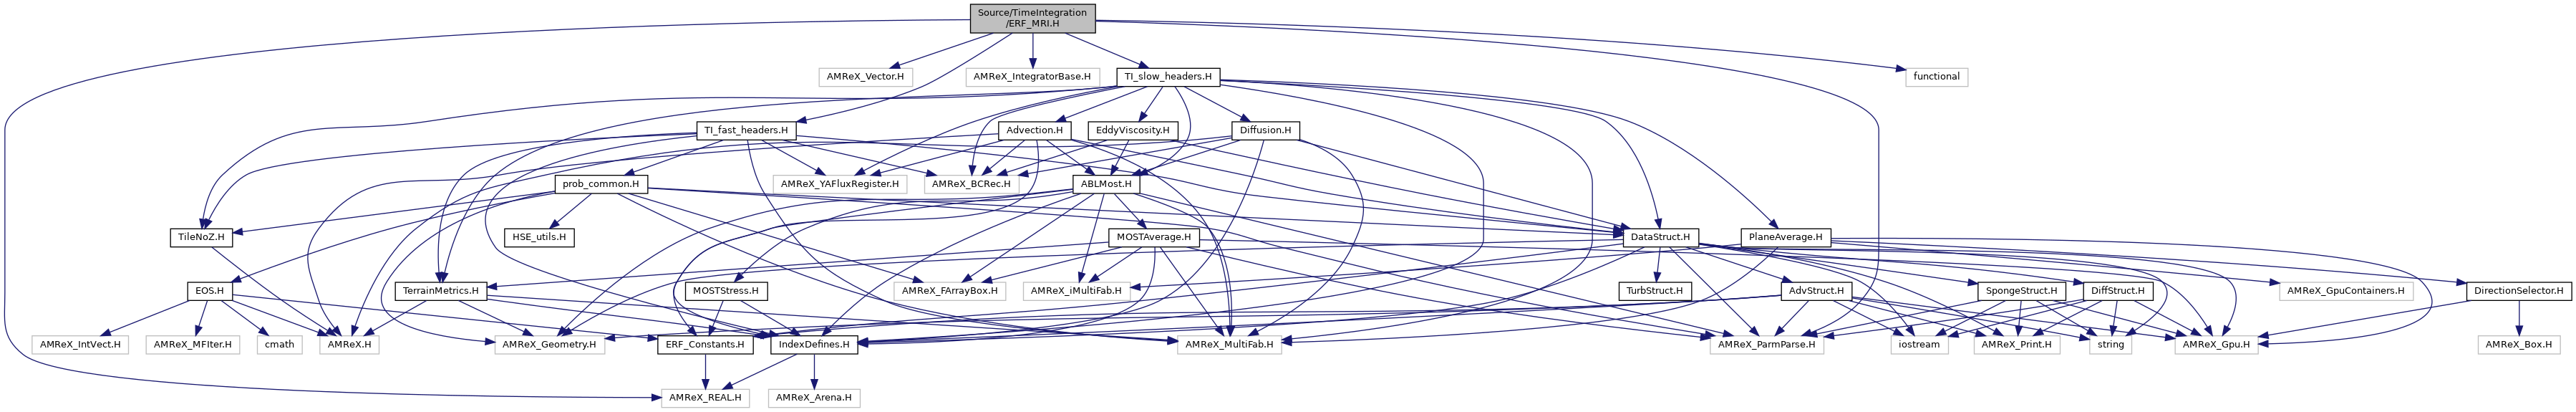 Source/TimeIntegration
/ERF_MRI.H
AMReX_Vector.H
AMReX_IntegratorBase.H
TI_slow_headers.H
functional
TI_fast_headers.H
Advection.H
EddyViscosity.H
Diffusion.H
prob_common.H
AMReX_YAFluxRegister.H
AMReX_BCRec.H
ABLMost.H
TileNoZ.H
HSE_utils.H
MOSTAverage.H
DataStruct.H
PlaneAverage.H
EOS.H
TerrainMetrics.H
MOSTStress.H
AMReX_FArrayBox.H
AMReX_iMultiFab.H
TurbStruct.H
AdvStruct.H
SpongeStruct.H
DiffStruct.H
AMReX_GpuContainers.H
DirectionSelector.H
AMReX_IntVect.H
AMReX_MFIter.H
cmath
AMReX.H
AMReX_Geometry.H
ERF_Constants.H
IndexDefines.H
AMReX_MultiFab.H
AMReX_ParmParse.H
iostream
AMReX_Print.H
string
AMReX_Gpu.H
AMReX_Box.H
AMReX_REAL.H
AMReX_Arena.H